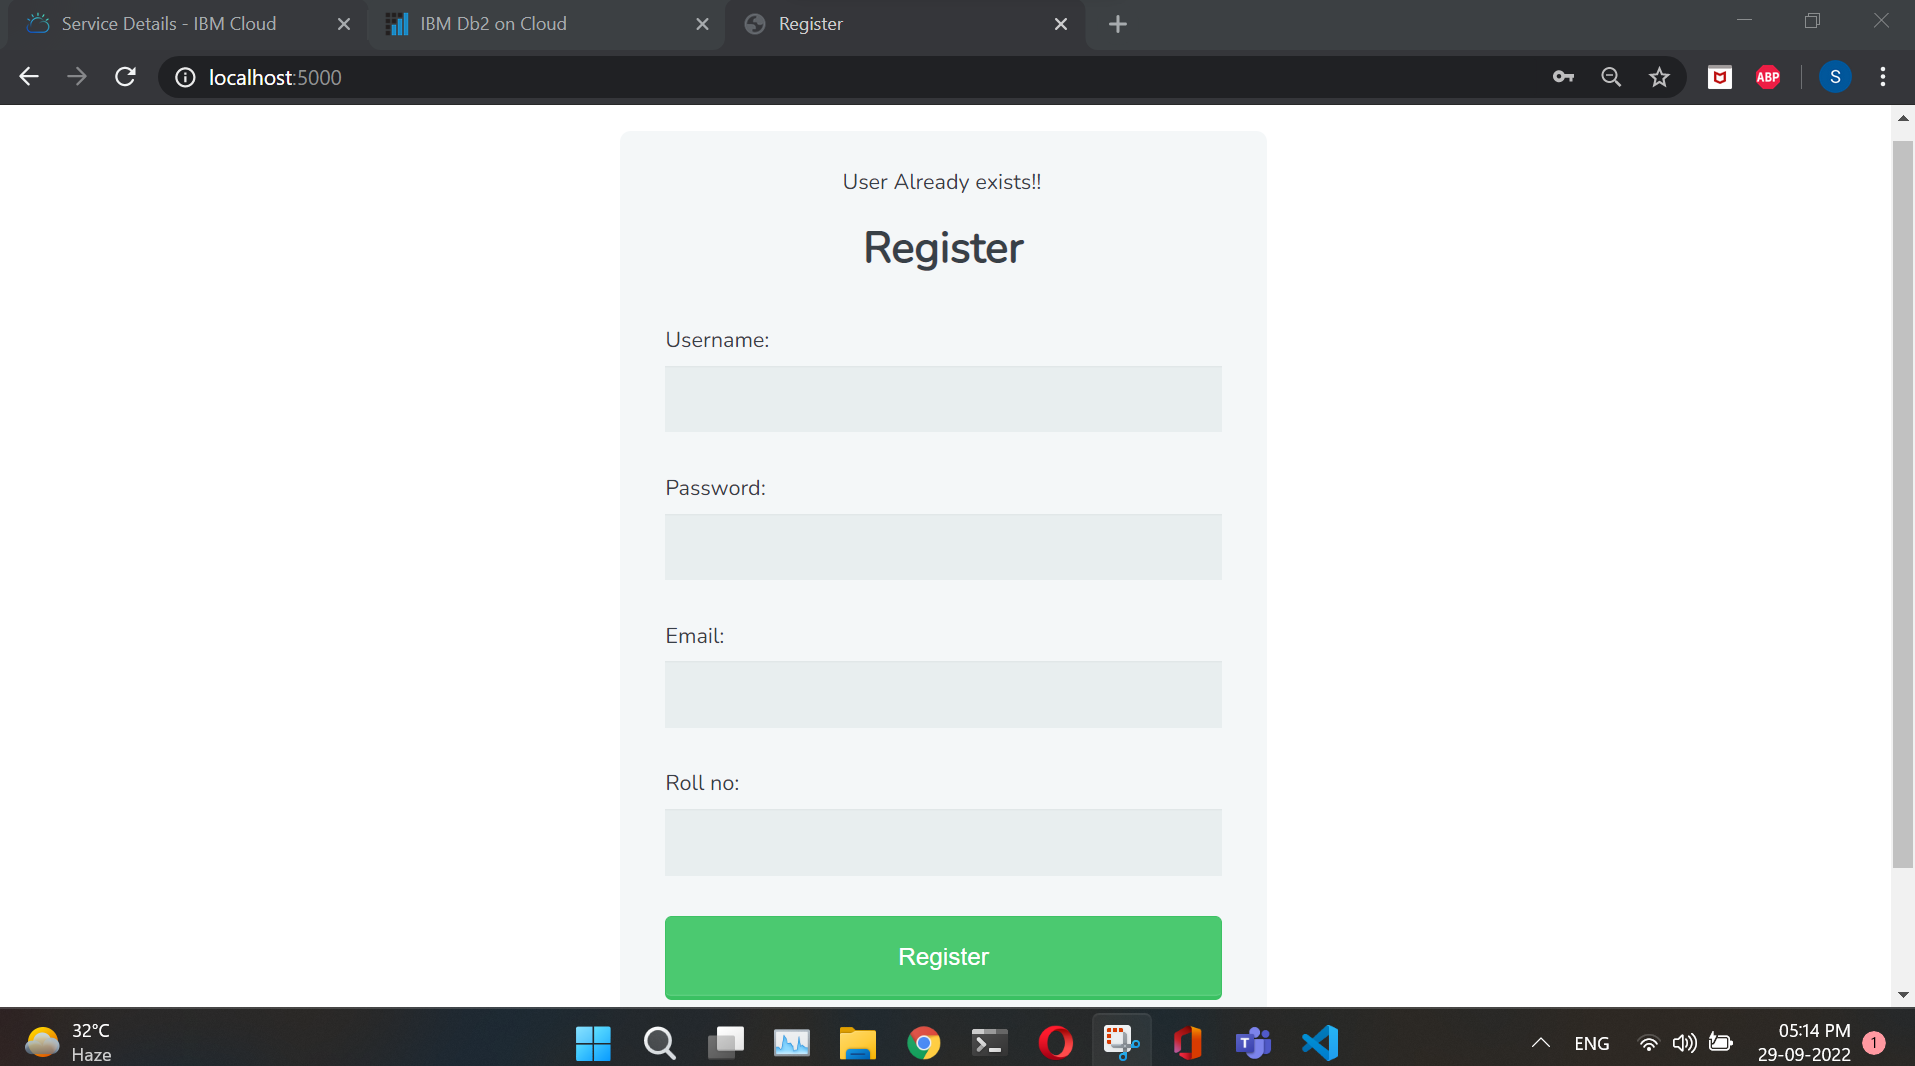 Service Details - IBM Cloud
IBM Db2 on Cloud
Register
localhost:5000
ABP
S
User Already exists!!
Register
Username:
Password:
Email:
Roll no:
Register
32°C
Haze
T
ENG
05:14 PM
29-09-2022
1